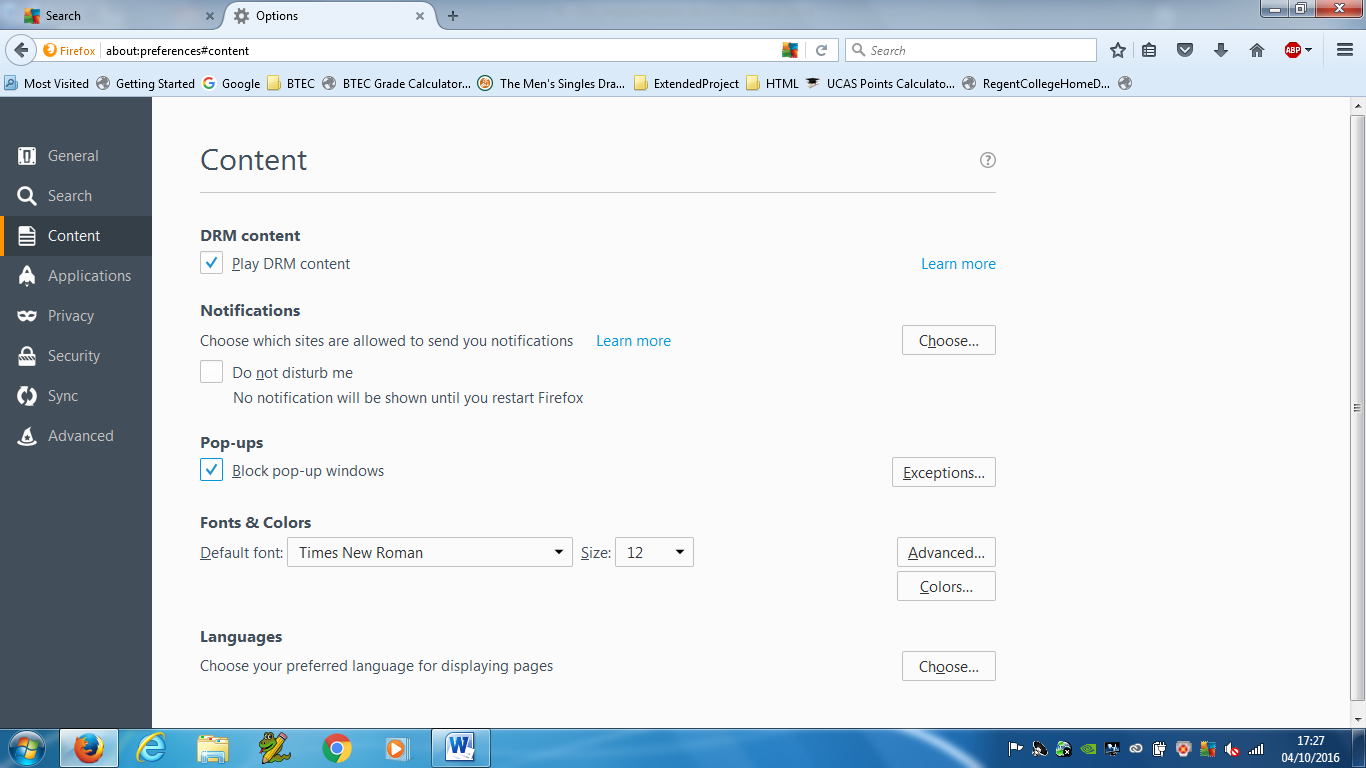 Search
Options
Firefox
about:preferences#content
Search
ABP
Most Visited
Getting Started
Google
BTEC
BTEC Grade Calculator...
The Men's Singles Dra...
ExtendedProject
HTML
UCAS Points Calculato...
RegentCollegeHomeD...
General
Search
Content
Applications
Privacy
Security
Sync
Advanced
Content
?
DRM content
Play DRM content
Learn more
Notifications
Choose which sites are allowed to send you notifications
Learn more
Choose...
Do not disturb me
No notification will be shown until you restart Firefox
Pop-ups
Block pop-up windows
Exceptions...
Fonts & Colors
Default font:
Times New Roman
Size:
12
Advanced...
Colors...
Languages
Choose your preferred language for displaying pages
Choose...
17:27
04/10/2016